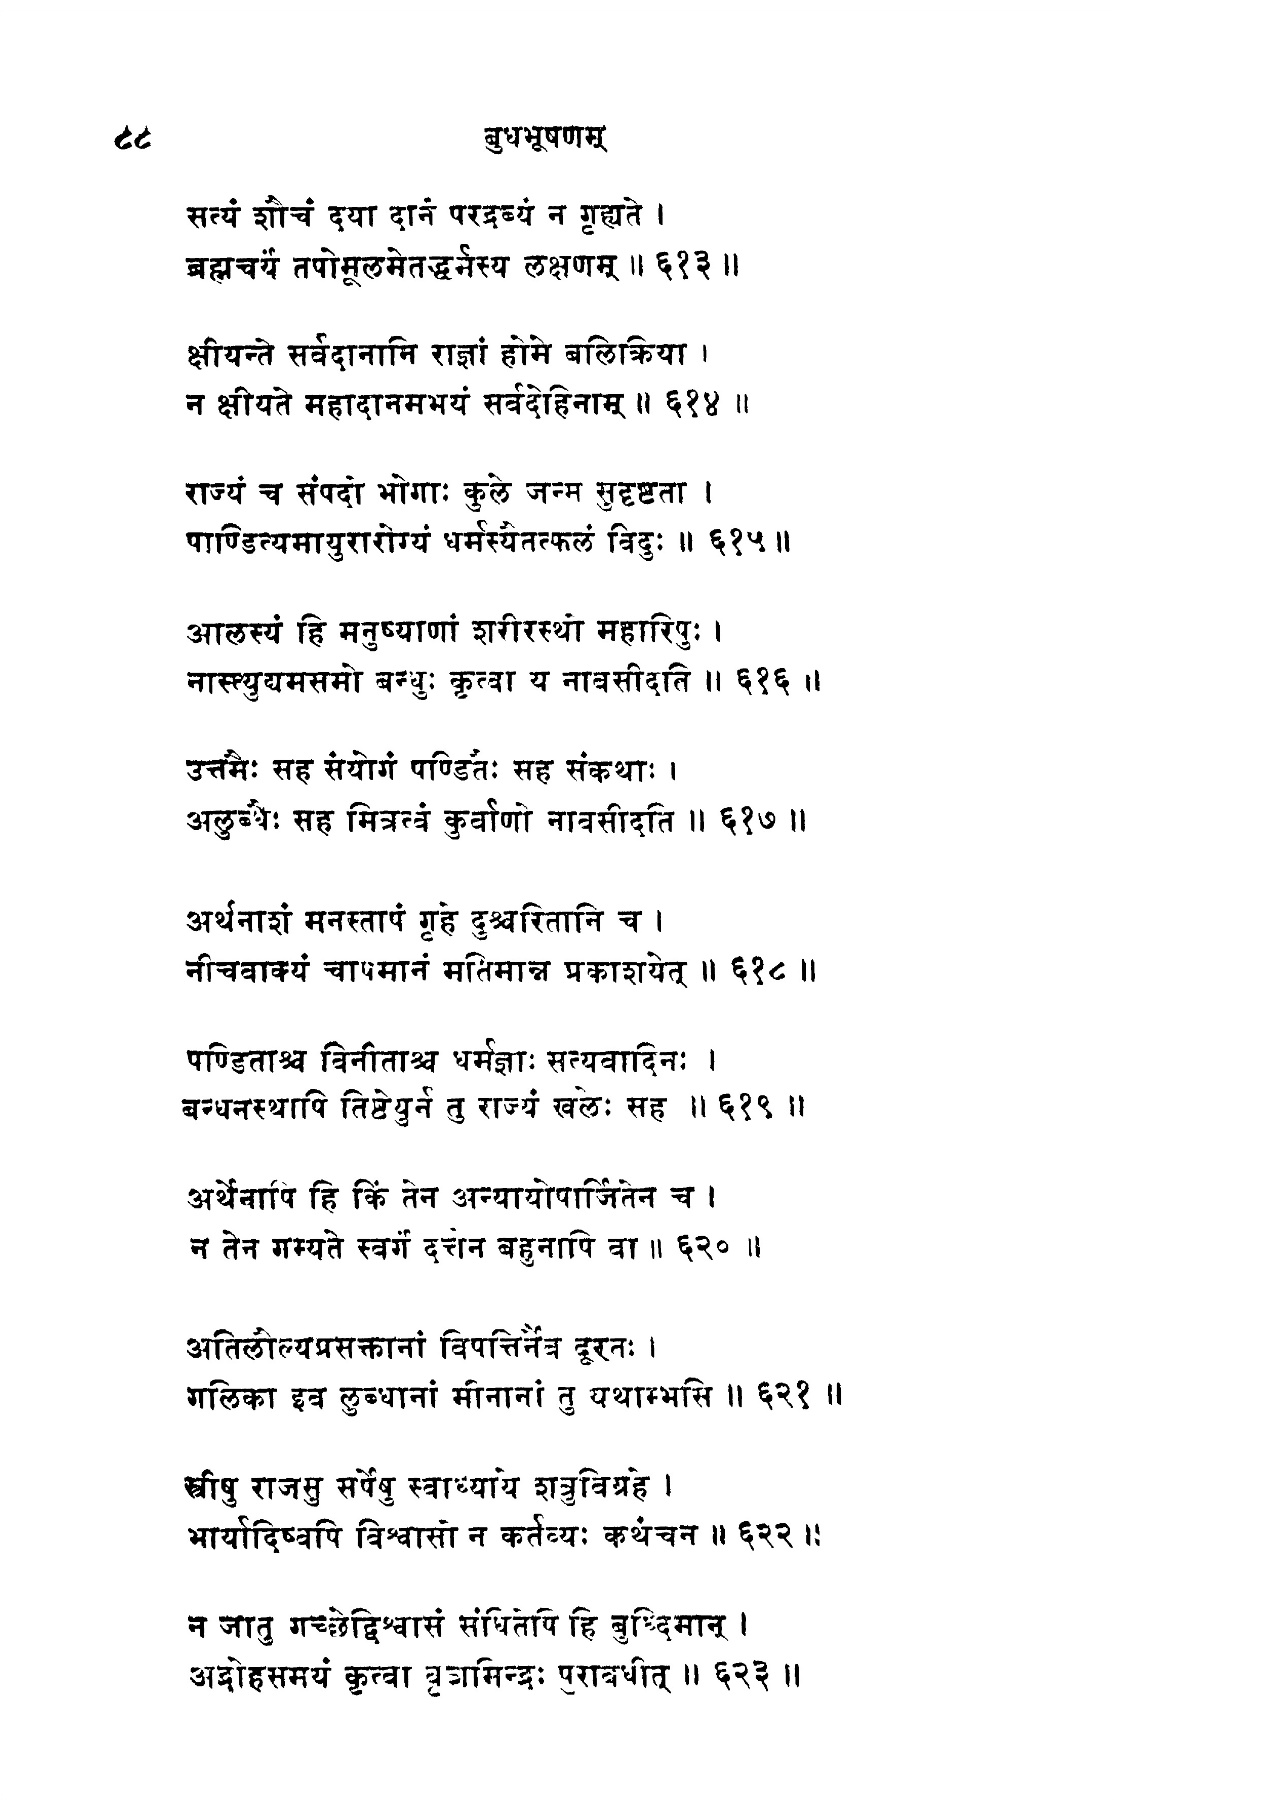 ८८ बुधभूषणम्
सत्यं शौचं दया दानं परद्रव्यं न गृह्यते ।
ब्रह्मचर्यं तपोमूलमेतद्धर्मस्य लक्षणम् ॥ ६१३ ॥
क्षीयन्ते सर्वदानानि राज्ञां होमे बलिक्रिया ।
न क्षीयते महादानमभयं सर्वदेहिनाम् ॥ ६१४ ॥
राज्यं च संपदो भोगाः कुले जन्म सुदृष्टता ।
पाण्डित्यमायुरारोग्यं धर्मस्यैतत्फलं विदुः ॥ ६१५ ॥
आलस्यं हि मनुष्याणां शरीरस्थो महारिपुः ।
नास्त्युद्यमसमो बन्धुः कृत्वा य नावसीदति ॥ ६१६ ॥
उत्तमैः सह संयोगं पण्डितैः सह संकथाः ।
अलुब्धैः सह मित्रत्वं कुर्वाणो नावसीदति ॥ ६१७ ॥
अर्थनाशं मनस्तापं गृहे दुश्चरितानि च ।
नीचवाक्यं चापमानं मतिमान्न प्रकाशयेत् ॥ ६१८ ॥
पण्डिताश्च विनीताश्च धर्मज्ञाः सत्यवादिनः ।
बन्धनस्थापि तिष्ठेयुर्न तु राज्यं खलेः सह ॥ ६१९ ॥
अर्थेनापि हि किं तेन अन्यायोपार्जितेन च ।
न तेन गम्यते स्वर्गं दत्तेन बहुनापि वा ॥ ६२० ॥
अतिलौल्यप्रसक्तानां विपत्तिर्नैव दूरतः ।
गलिका इव लुब्धानां मीनानां तु यथाम्भसि ॥ ६२१ ॥
स्त्रीषु राजसु सर्पेषु स्वाध्याये शत्रुविग्रहे ।
भार्यादिष्वपि विश्वासो न कर्तव्यः कथंचन ॥ ६२२ ॥
न जातु गच्छेद्विश्वासं संधितेपि हि बुध्दिमान् ।
अद्रोहसमयं कृत्वा वृत्रमिन्द्रः पुरावधीत् ॥ ६२३ ॥